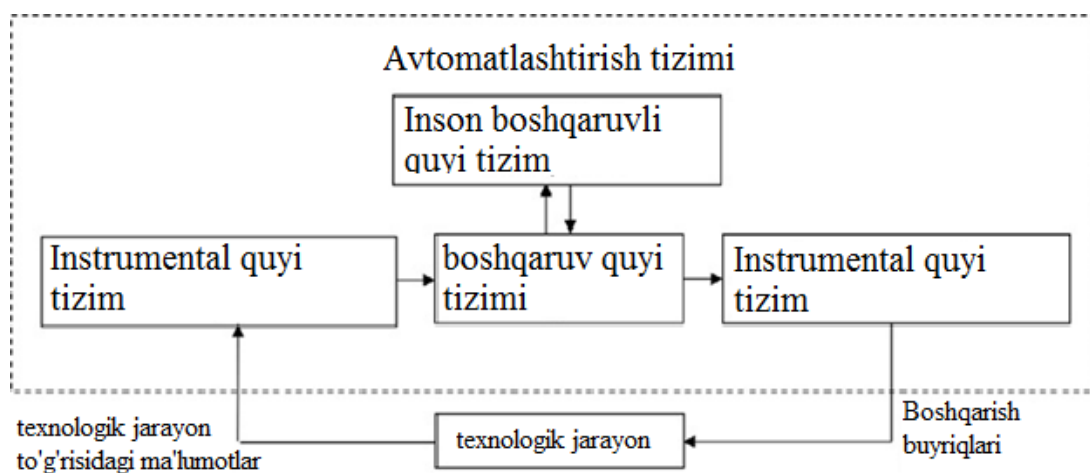 Avtomatlashtirish tizimi
Inson boshqaruvli
quyi tizim
Instrumental quyi
tizim
boshqaruv quyi
tizimi
Instrumental quyi
tizim
texnologik jarayon
to'g'risidagi ma'lumotlar
texnologik jarayon
Boshqarish
buyriqlari